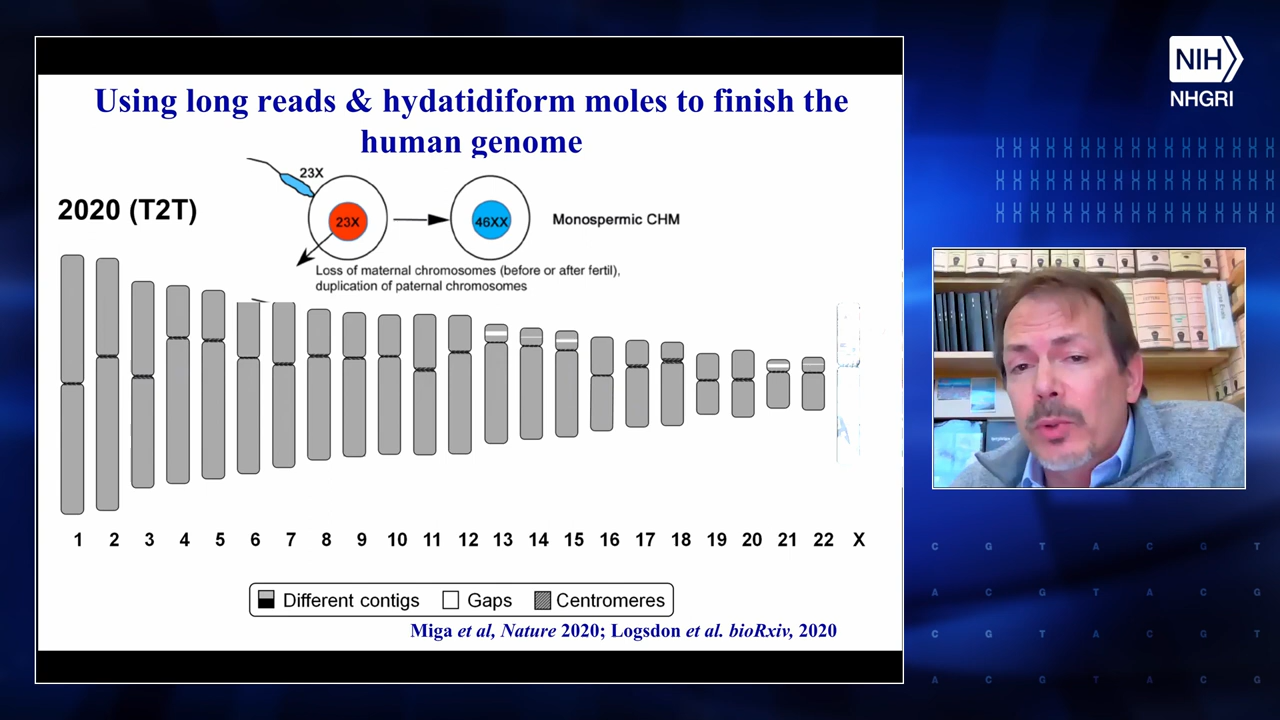 Using long reads & hydatidiform moles to finish the
human genome
23X
2020 (T2T)
23X
46XX
Monospermic CHM
Loss of maternal chromosomes (before or after fertil),
duplication of paternal chromosomes
1 2 3 4 5 6 7 8 9 10 11 12 13 14 15 16 17 18 19 20 21 22 X
Different contigs Gaps Centromeres
Miga et al, Nature 2020; Logsdon et al. bioRxiv, 2020
NIH
NHGRI
C G T A C G T
A C G T A C G
C G T A C G T
A C G T A C G